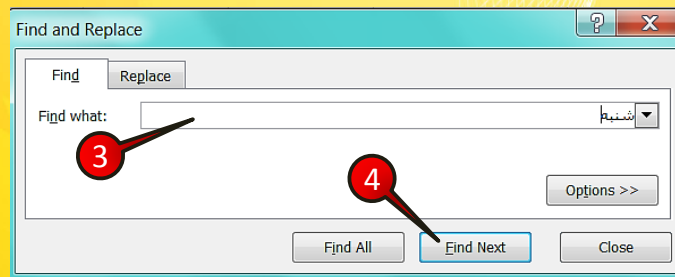 Find and Replace
Find Replace
Find what: شنبه
3
4
Options >>
Find All Find Next Close